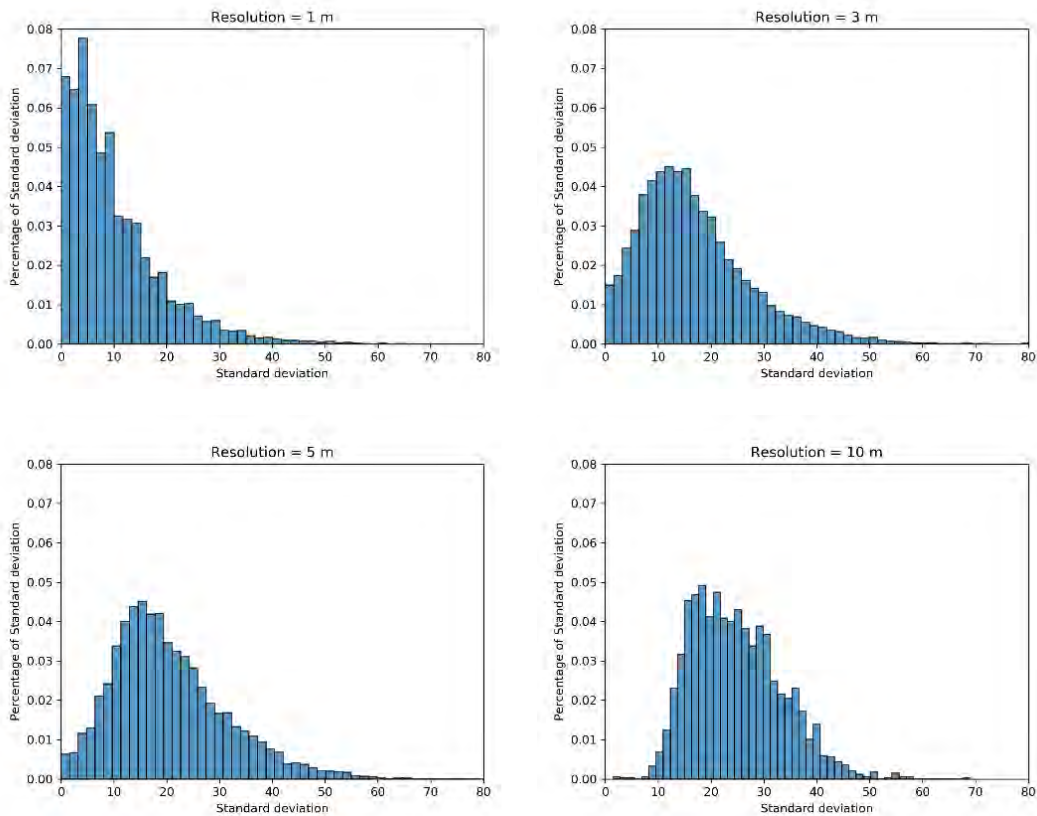 Resolution = 1 m
0.08
0.07
0.06
0.05
0.04
0.03
0.02
0.01
0.00
Percentage of Standard deviation
0 10 20 30 40 50 60 70 80
Standard deviation
Resolution = 3 m
0.08
0.07
0.06
0.05
0.04
0.03
0.02
0.01
0.00
Percentage of Standard deviation
0 10 20 30 40 50 60 70 80
Standard deviation
Resolution = 5 m
0.08
0.07
0.06
0.05
0.04
0.03
0.02
0.01
0.00
Percentage of Standard deviation
0 10 20 30 40 50 60 70 80
Standard deviation
Resolution = 10 m
0.08
0.07
0.06
0.05
0.04
0.03
0.02
0.01
0.00
Percentage of Standard deviation
0 10 20 30 40 50 60 70 80
Standard deviation